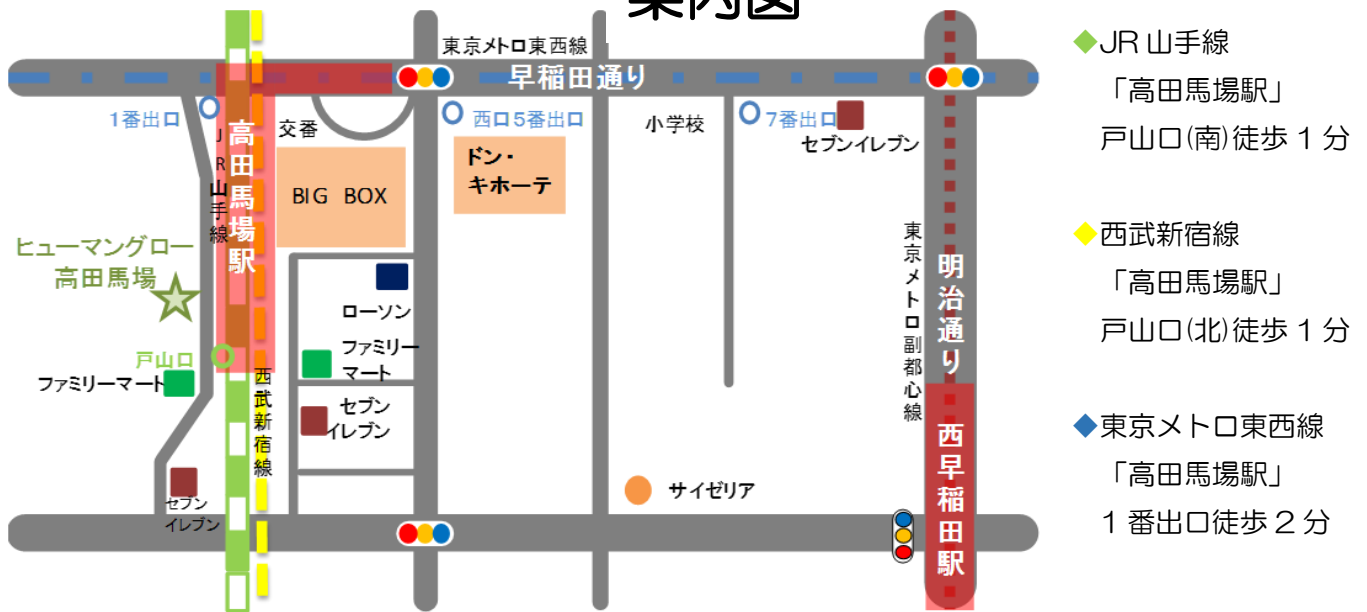 案内図
東京メトロ東西線
早稲田通り
1番出口
交番
西口5番出口
小学校
7番出口
セブンイレブン
JR山手線
高田馬場駅
BIG BOX
ドン・
キホーテ
ヒューマングロー
高田馬場
ローソン
東京メトロ副都心線
明治通り
戸山口
ファミリーマート
ファミリー
マート
西武新宿線
セブン
イレブン
セブン
イレブン
サイゼリア
西早稲田駅
◆JR山手線
「高田馬場駅」
戸山口(南)徒歩1分
◆西武新宿線
「高田馬場駅」
戸山口(北)徒歩1分
◆東京メトロ東西線
「高田馬場駅」
1番出口徒歩2分